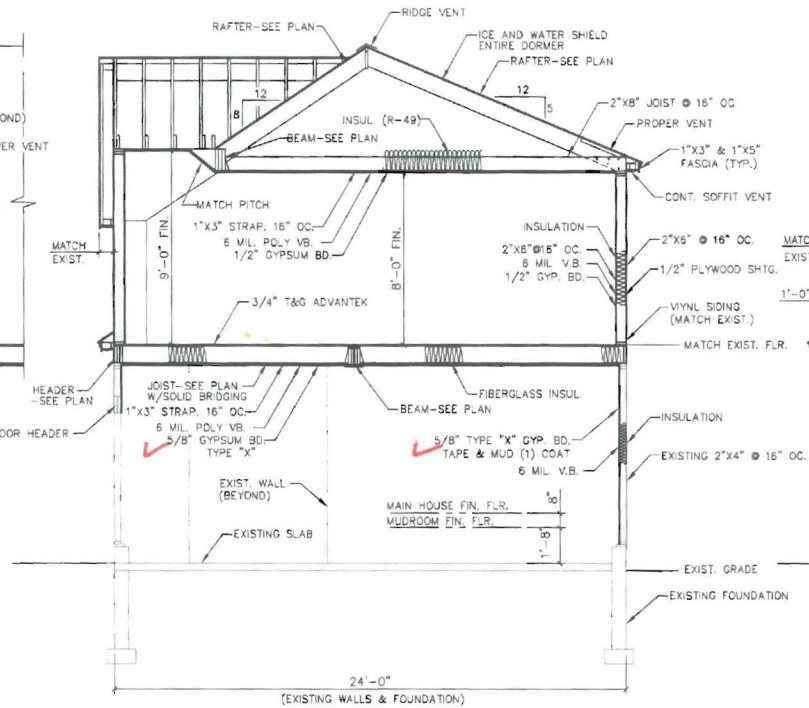 RIDGE VENT
RAFTER-SEE PLAN
ICE AND WATER SHIELD
ENTIRE DORMER
RAFTER-SEE PLAN
12
8
12
5
2"X8" JOIST @ 16" OC
INSUL. (R-49)
PROPER VENT
BEAM-SEE PLAN
1"X3" & 1"X5"
FASCIA (TYP.)
CONT. SOFFIT VENT
MATCH PITCH
1"X3" STRAP. 16" OC.
6 MIL. POLY VB.
1/2" GYPSUM BD.
9'-0" FIN.
8'-0" FIN.
INSULATION
2"X6"@16" OC.
6 MIL. V.B.
1/2" GYP. BD.
2"X6" @ 16" OC.
1/2" PLYWOOD SHTG.
MATCH
EXIST.
1'-0"
3/4" T&G ADVANTEK
VIYNL SIDING
(MATCH EXIST.)
MATCH EXIST. FLR.
HEADER
-SEE PLAN
JOIST-SEE PLAN
W/SOLID BRIDGING
1"X3" STRAP. 16" OC.
6 MIL. POLY VB.
5/8" GYPSUM BD.
TYPE "X"
BEAM-SEE PLAN
FIBERGLASS INSUL.
5/8" TYPE "X" GYP. BD.
TAPE & MUD (1) COAT
6 MIL. V.B.
INSULATION
EXISTING 2"X4" @ 16" OC.
HEADER
EXIST. WALL
(BEYOND)
MAIN HOUSE FIN. FLR.
MUDROOM FIN. FLR.
8"
1'-8"
EXISTING SLAB
EXIST. GRADE
EXISTING FOUNDATION
24'-0"
(EXISTING WALLS & FOUNDATION)